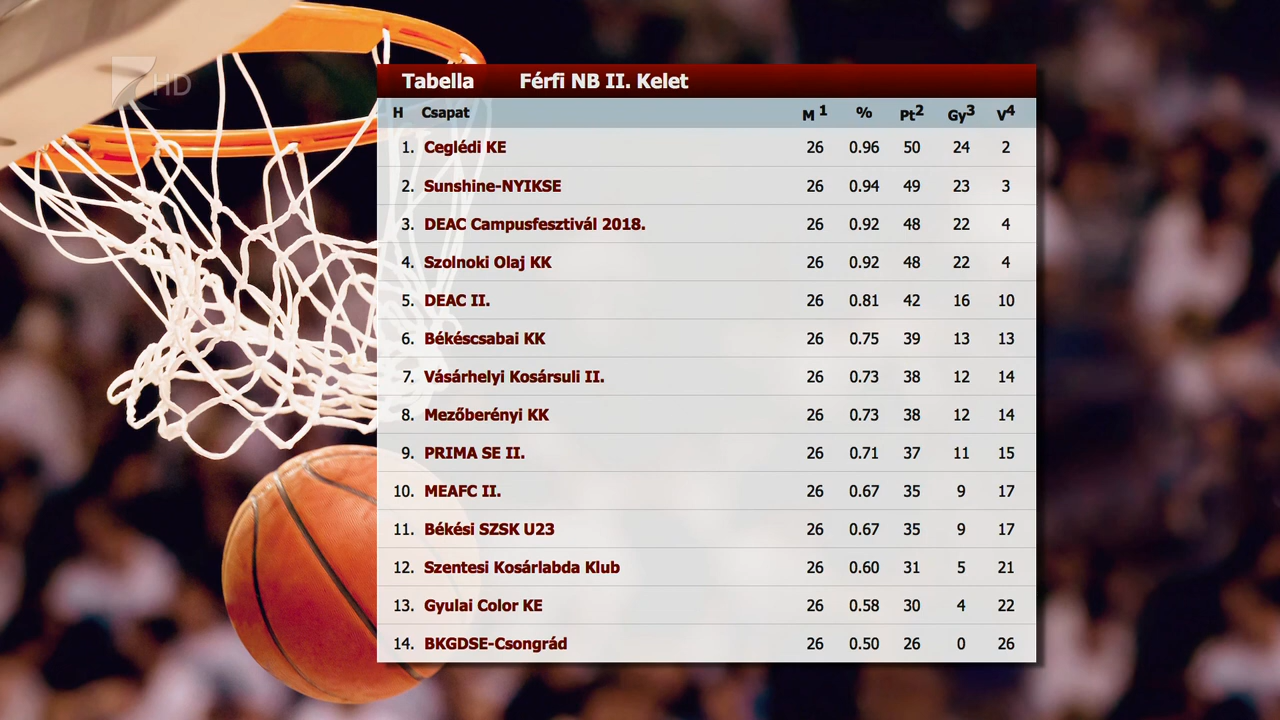 7 HD
Tabella Férfi NB II. Kelet
H Csapat M 1 % Pt2 Gy3 V4
1. Ceglédi KE 26 0.96 50 24 2
2. Sunshine-NYIKSE 26 0.94 49 23 3
3. DEAC Campusfesztivál 2018. 26 0.92 48 22 4
4. Szolnoki Olaj KK 26 0.92 48 22 4
5. DEAC II. 26 0.81 42 16 10
6. Békéscsabai KK 26 0.75 39 13 13
7. Vásárhelyi Kosársuli II. 26 0.73 38 12 14
8. Mezőberényi KK 26 0.73 38 12 14
9. PRIMA SE II. 26 0.71 37 11 15
10. MEAFC II. 26 0.67 35 9 17
11. Békési SZSK U23 26 0.67 35 9 17
12. Szentesi Kosárlabda Klub 26 0.60 31 5 21
13. Gyulai Color KE 26 0.58 30 4 22
14. BKGDSE-Csongrád 26 0.50 26 0 26